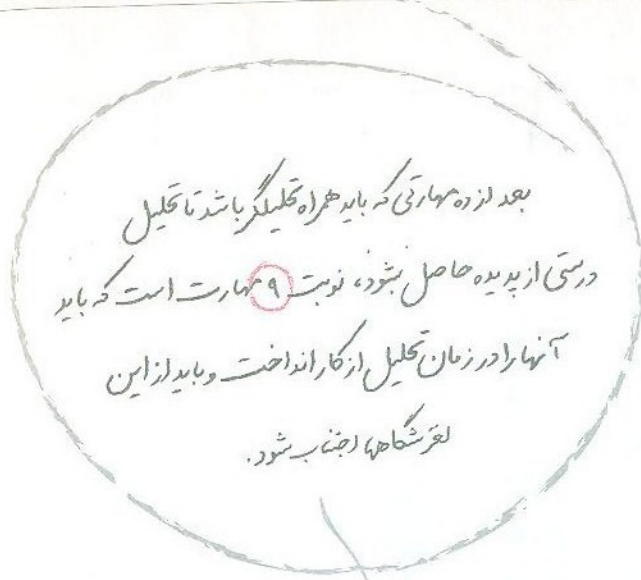 بعد از ده مهارتی که باید همراه تحلیلگر باشد تا تحلیل
درستی از پدیده حاصل بشود، نوبت ۹ مهارت است که باید
آنها را در زمان تحلیل از کار انداخت و باید از این
لغزشگاهها اجتناب شود.